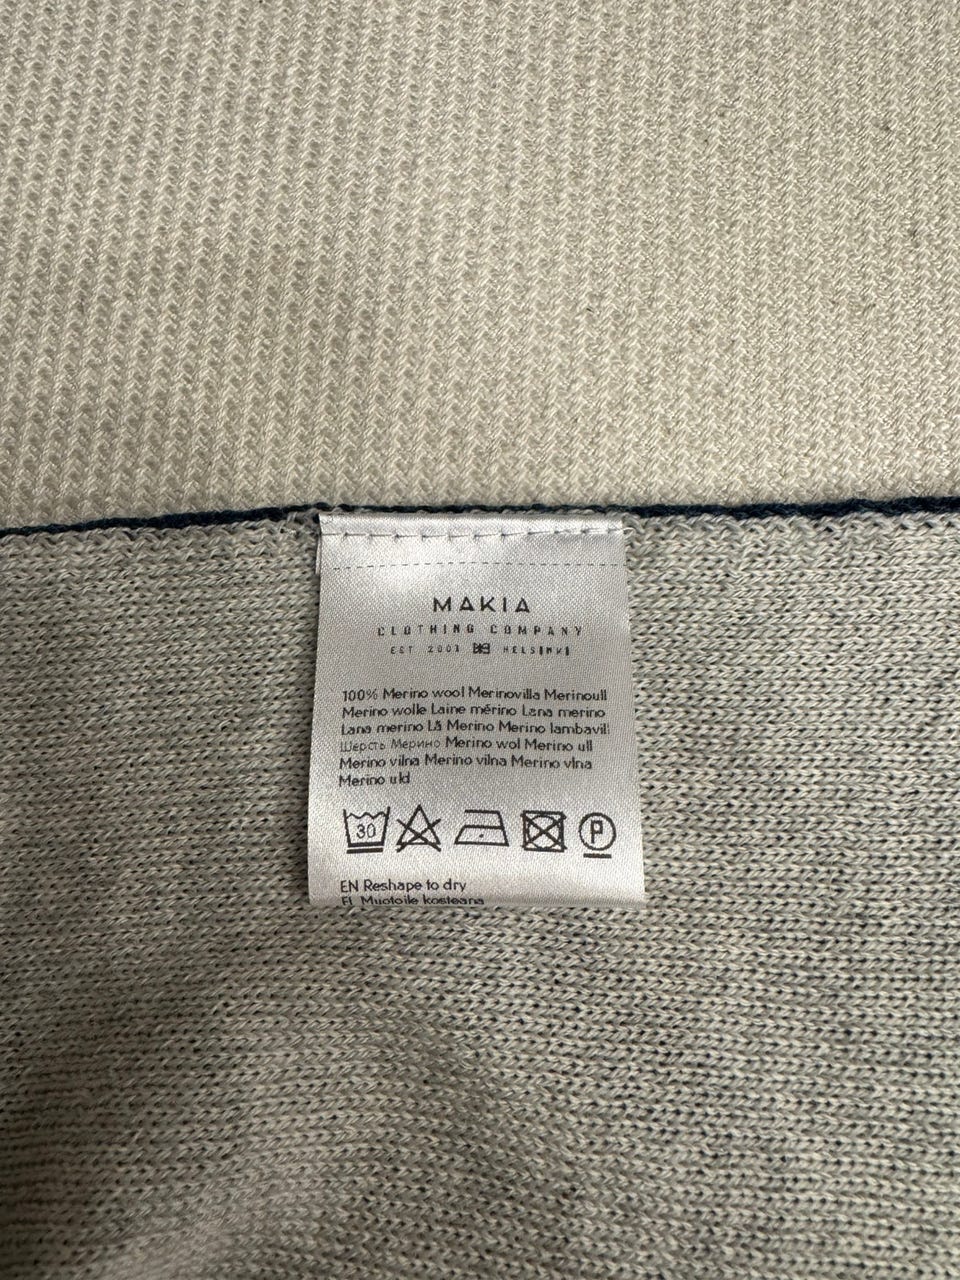 MAKIA
CLOTHING COMPANY
EST 2001 HELSINKI
100% Merino wool Merinovilla Merinoull
Merino wolle Laine mérino Lana merino
Lana merino Lã Merino Merino lambavill
Шерсть Мерино Merino wol Merino ull
Merino vilna Merino vilna Merino vlna
Merino uld
30
P
EN Reshape to dry
FI Muotoile kosteana